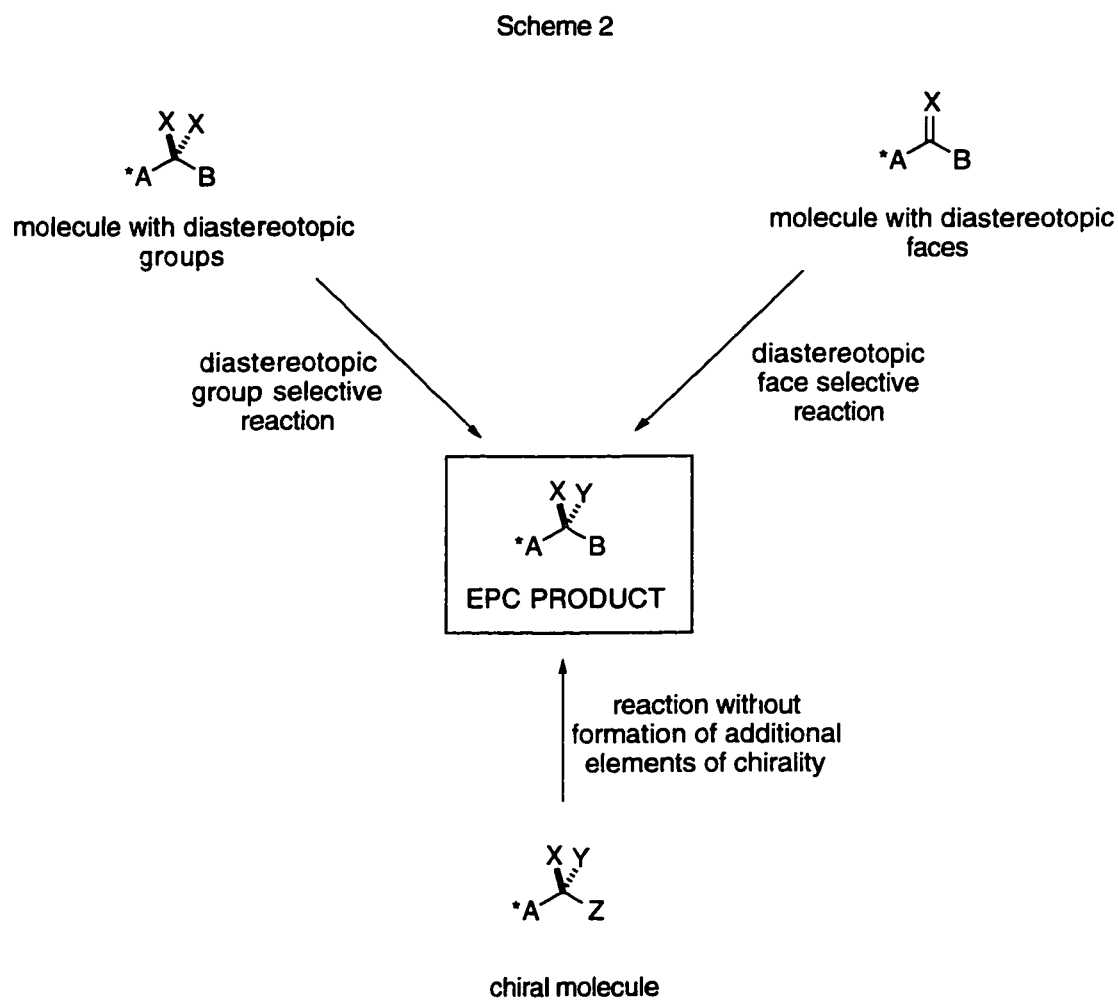 Scheme 2
X X
*A B
molecule with diastereotopic
groups
X
*A B
molecule with diastereotopic
faces
diastereotopic
group selective
reaction
diastereotopic
face selective
reaction
X Y
*A B
EPC PRODUCT
reaction without
formation of additional
elements of chirality
X Y
*A Z
chiral molecule